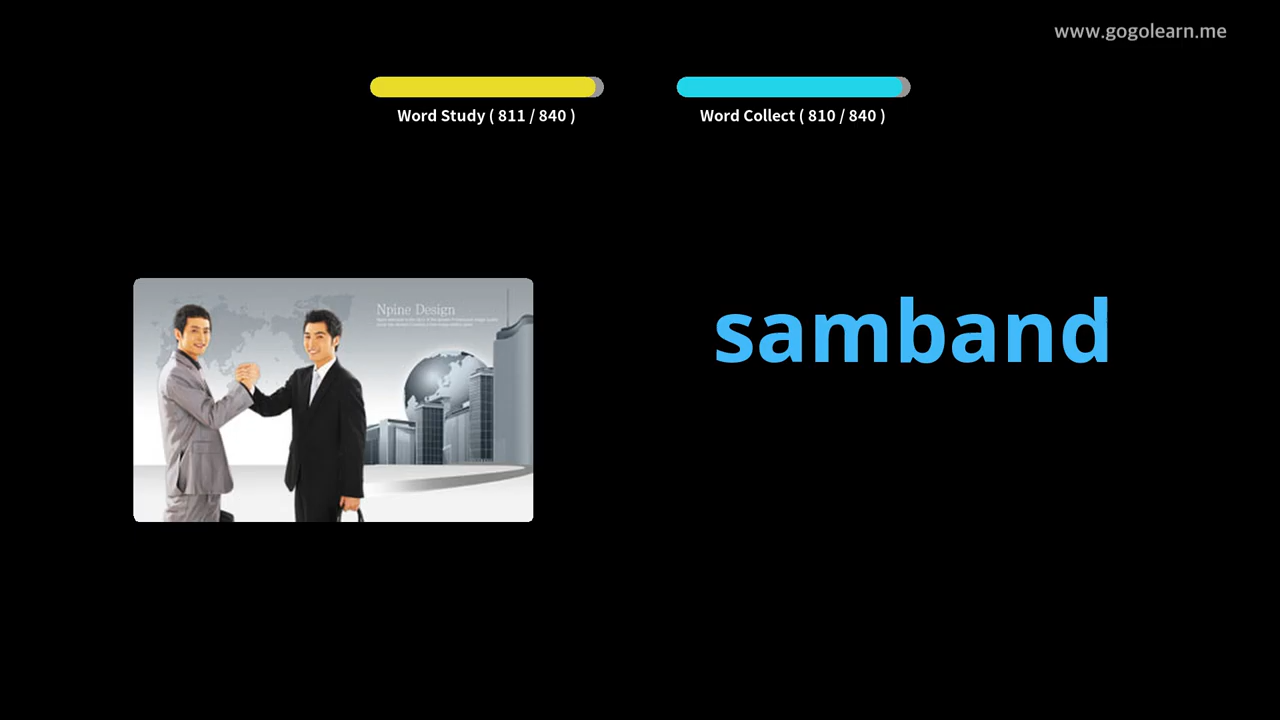 www.gogolearn.me
Word Study ( 811 / 840 )
Word Collect ( 810 / 840 )
Npine Design
samband